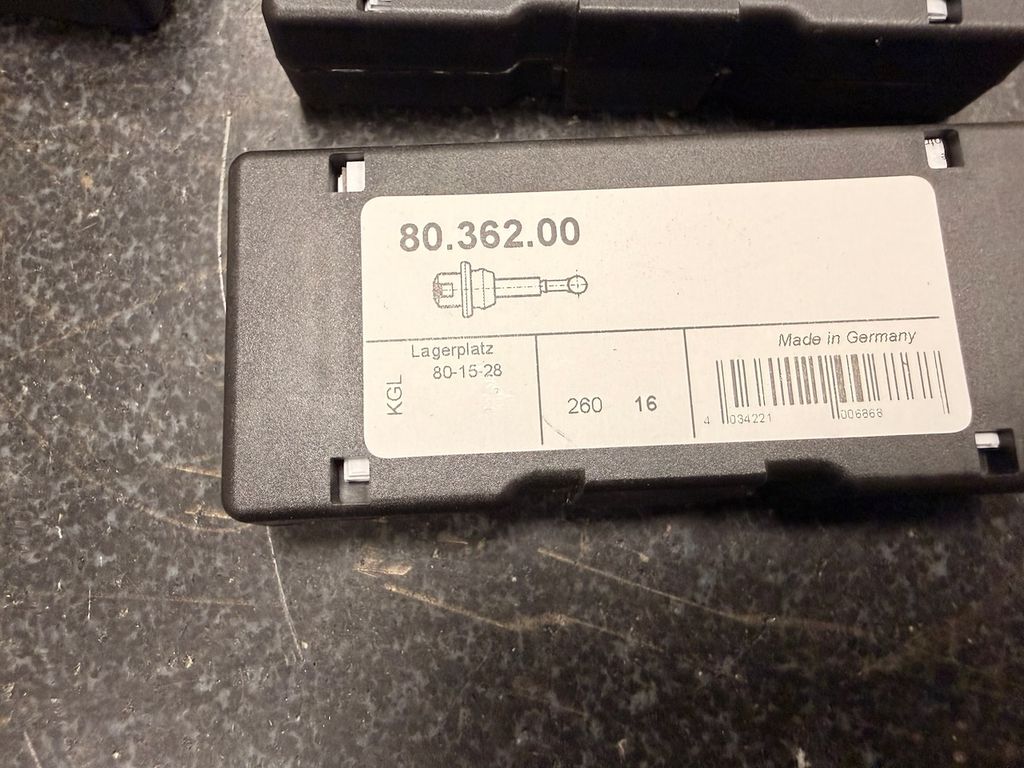 80.362.00
Lagerplatz
80-15-28
KGL
260 16
Made in Germany
4 034221 006868